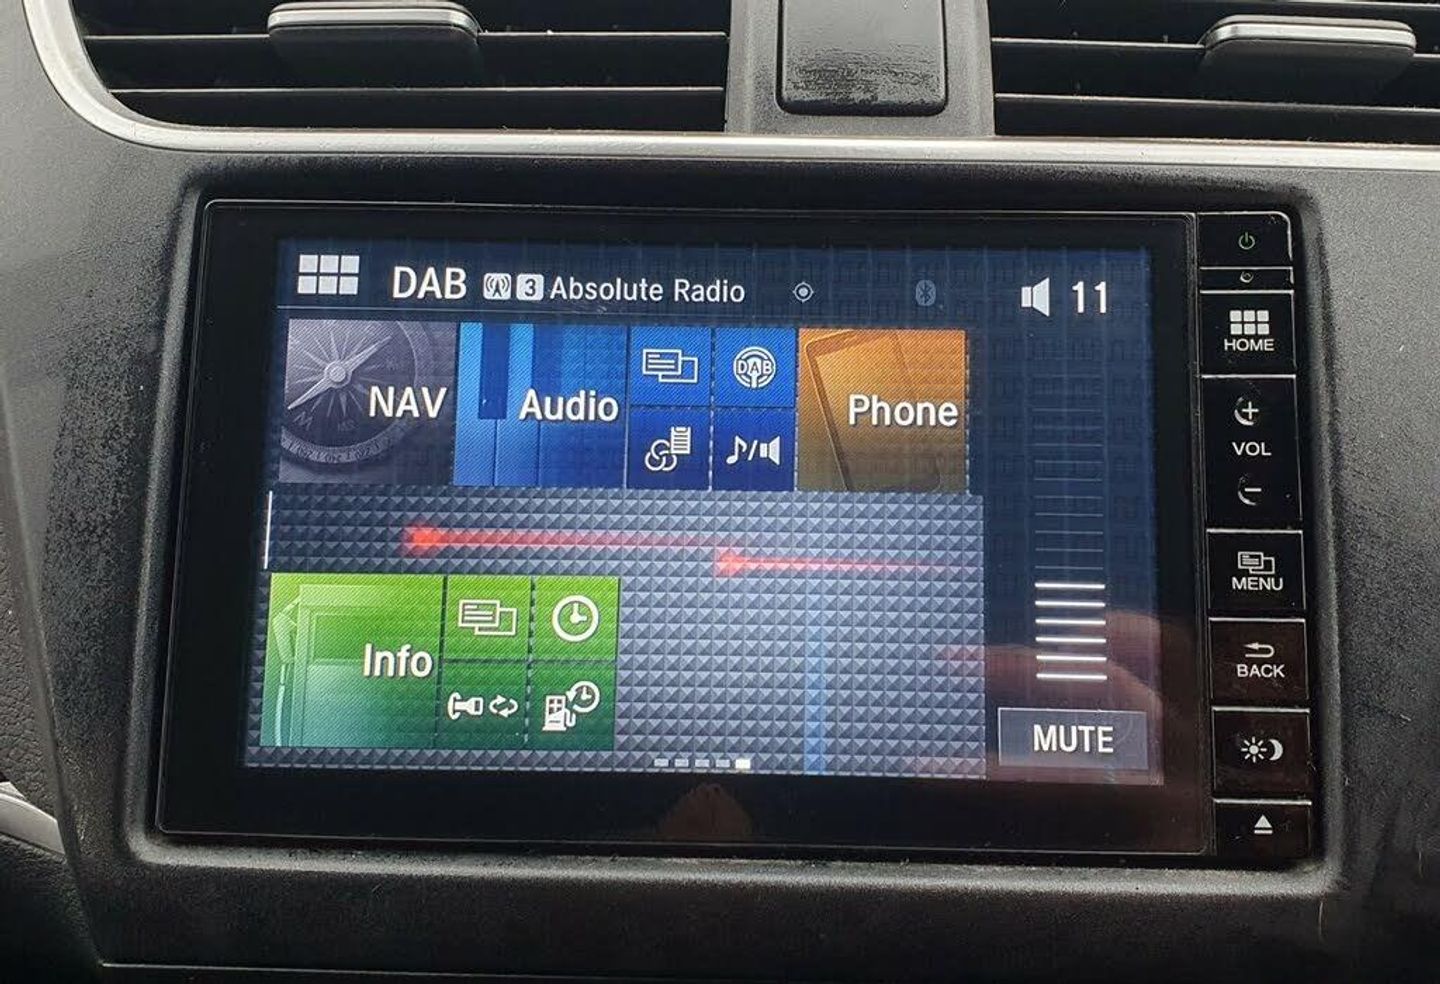 DAB 3 Absolute Radio 11
NAV
Audio
DAB
Phone
Info
MUTE
HOME
VOL
MENU
BACK